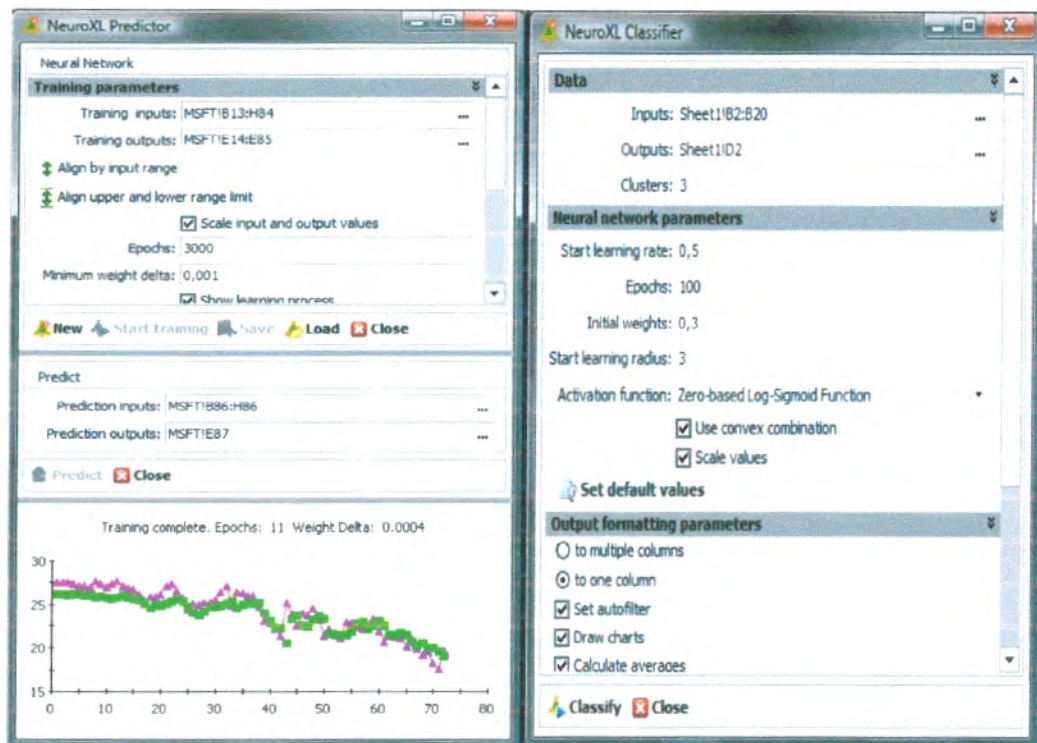 NeuroXL Predictor
Neural Network
Training parameters
Training inputs: MSFT!B13:H84 ...
Training outputs: MSFT!E14:E85 ...
Align by input range
Align upper and lower range limit
Scale input and output values
Epochs: 3000
Minimum weight delta: 0,001
Show learning process
New Start training Save Load Close
Predict
Prediction inputs: MSFT!B86:H86 ...
Prediction outputs: MSFT!E87 ...
Predict Close
Training complete. Epochs: 11 Weight Delta: 0.0004
30
25
20
15
0 10 20 30 40 50 60 70 80
NeuroXL Classifier
Data
Inputs: Sheet1!B2:B20 ...
Outputs: Sheet1!D2 ...
Clusters: 3
Neural network parameters
Start learning rate: 0,5
Epochs: 100
Initial weights: 0,3
Start learning radius: 3
Activation function: Zero-based Log-Sigmoid Function
Use convex combination
Scale values
Set default values
Output formatting parameters
to multiple columns
to one column
Set autofilter
Draw charts
Calculate averages
Classify Close